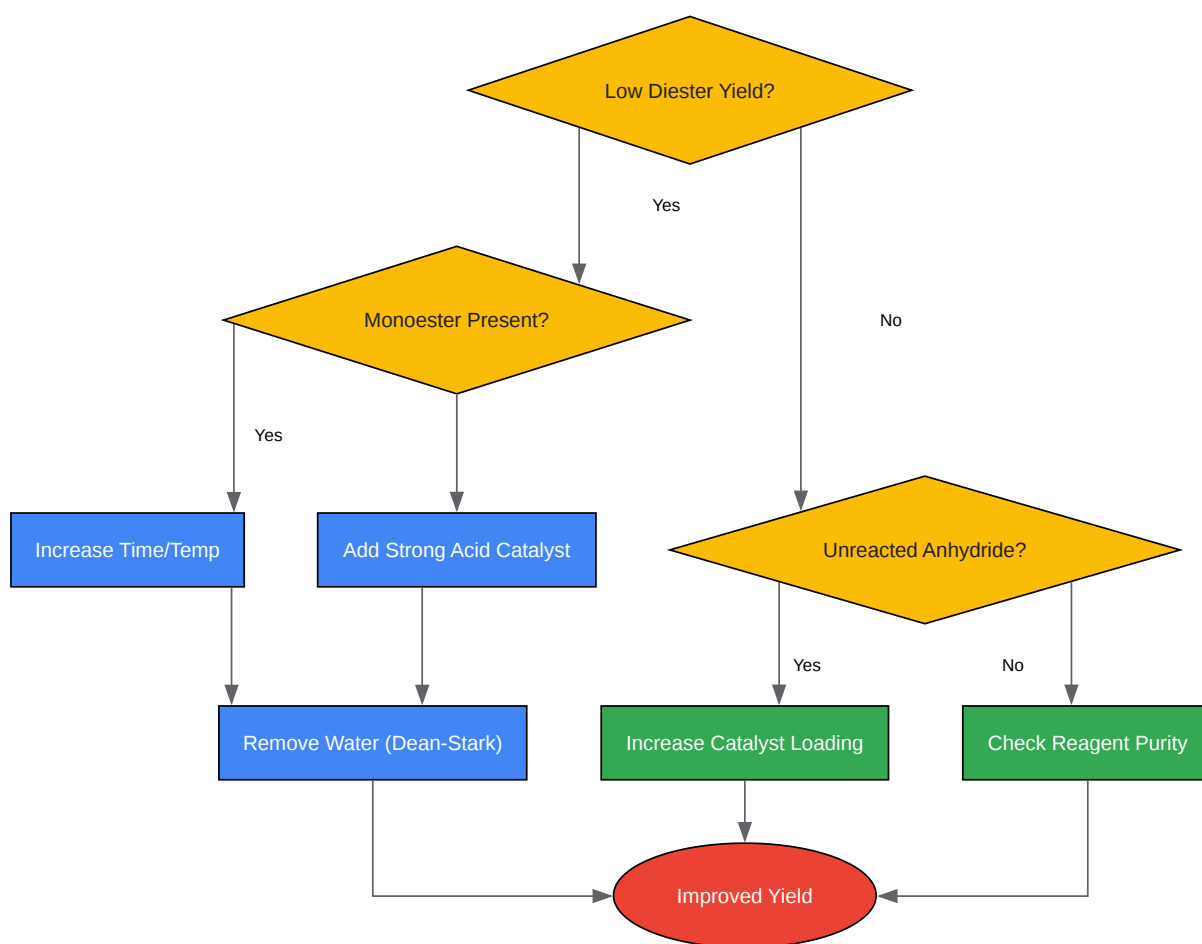 Low Diester Yield?
Yes
Monoester Present?
No
Yes
Increase Time/Temp
Add Strong Acid Catalyst
Unreacted Anhydride?
Yes
No
Remove Water (Dean-Stark)
Increase Catalyst Loading
Check Reagent Purity
Improved Yield